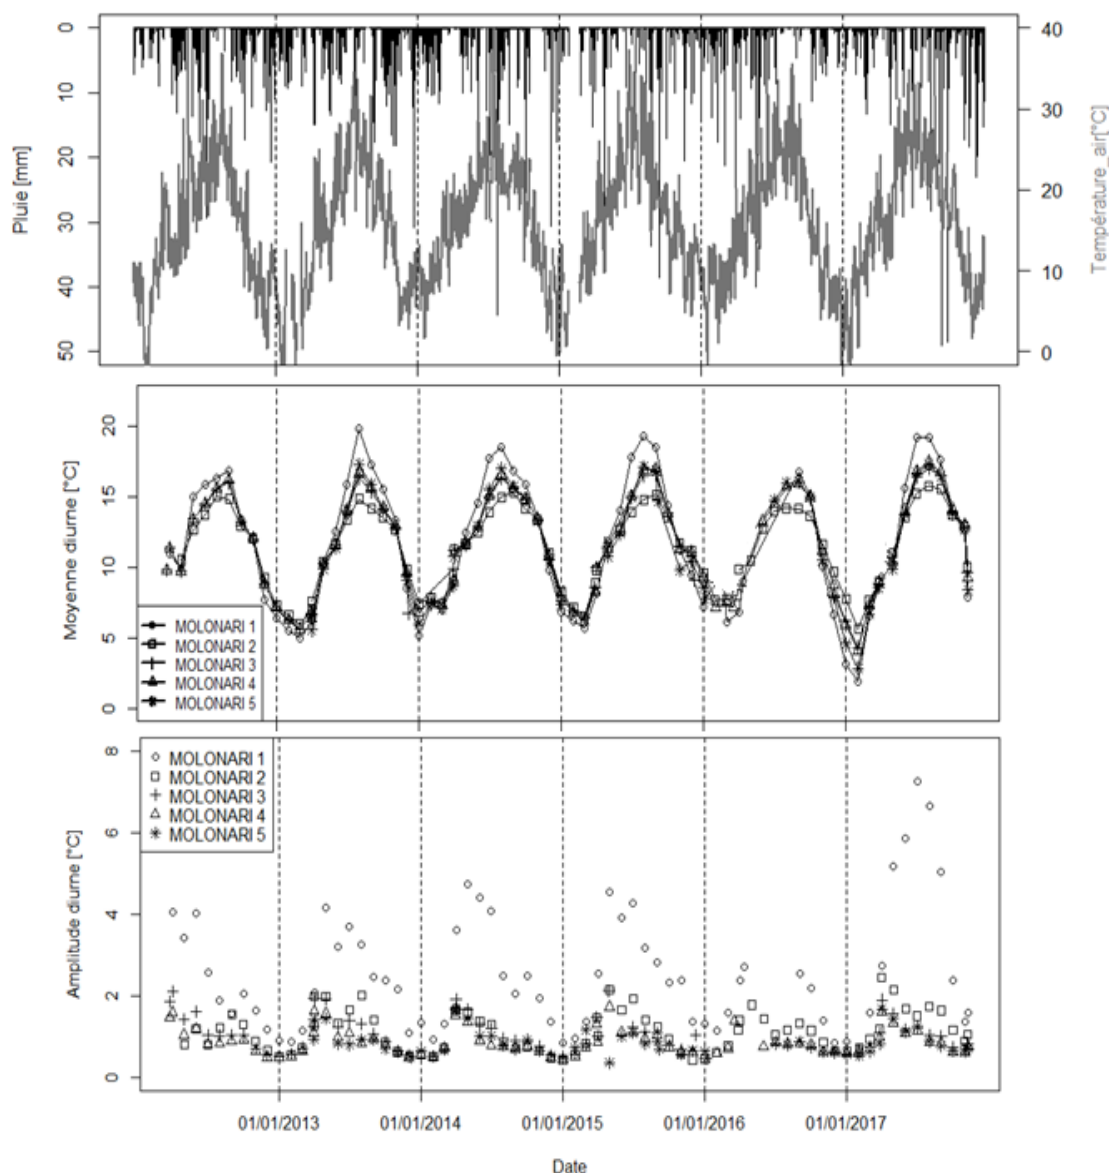 0
10
20
30
40
50
Pluie [mm]
40
30
20
10
0
Température_air[°C]
20
15
10
5
0
Moyenne diurne [°C]
MOLONARI 1
MOLONARI 2
MOLONARI 3
MOLONARI 4
MOLONARI 5
8
6
4
2
0
Amplitude diurne [°C]
MOLONARI 1
MOLONARI 2
MOLONARI 3
MOLONARI 4
MOLONARI 5
01/01/2013
01/01/2014
01/01/2015
01/01/2016
01/01/2017
Date